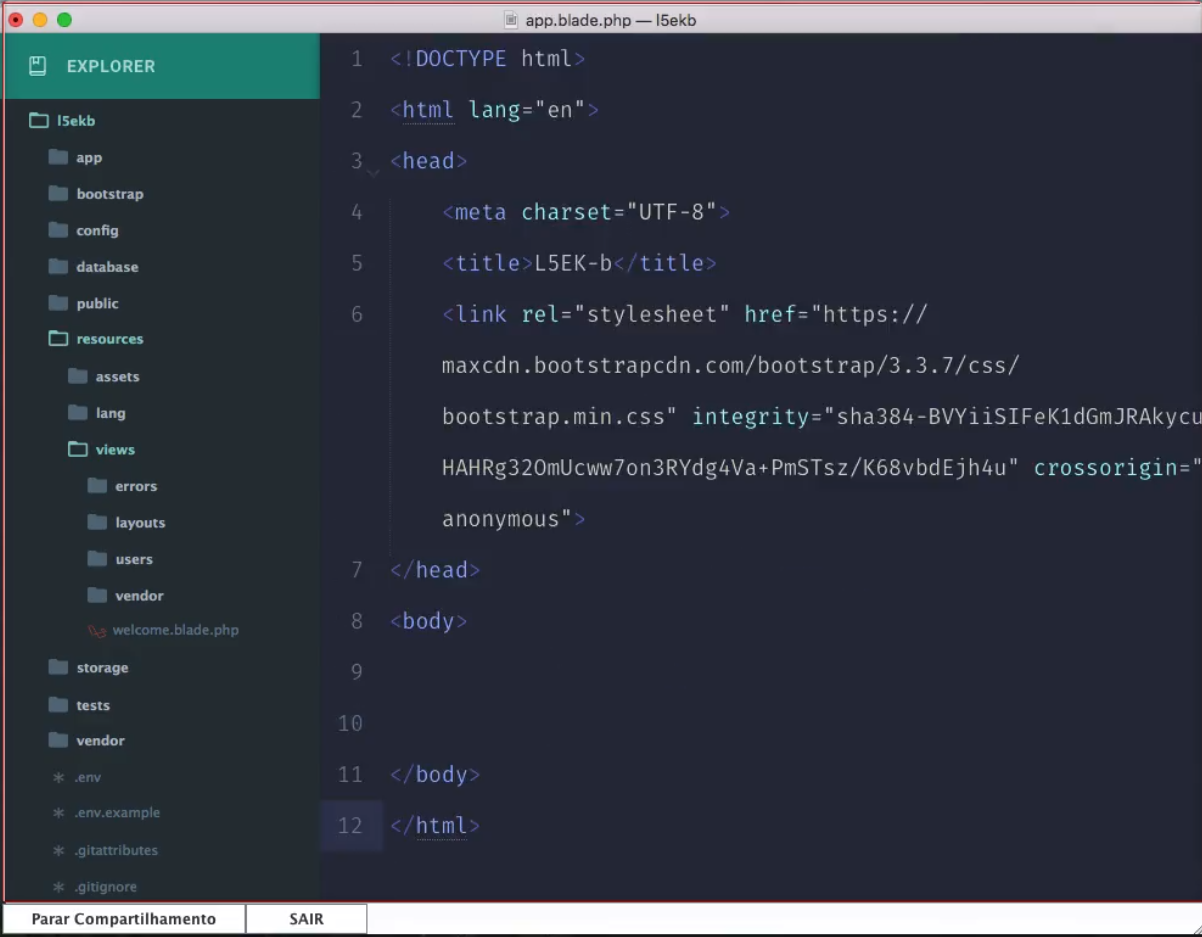 app.blade.php — l5ekb
EXPLORER
l5ekb
app
bootstrap
config
database
public
resources
assets
lang
views
errors
layouts
users
vendor
welcome.blade.php
storage
tests
vendor
.env
.env.example
.gitattributes
.gitignore
1 <!DOCTYPE html>
2 <html lang="en">
3 <head>
4 <meta charset="UTF-8">
5 <title>L5EK-b</title>
6 <link rel="stylesheet" href="https://
maxcdn.bootstrapcdn.com/bootstrap/3.3.7/css/
bootstrap.min.css" integrity="sha384-BVYiiSIFeK1dGmJRAkycu
HAHRg32OmUcww7on3RYdg4Va+PmSTsz/K68vbdEjh4u" crossorigin="
anonymous">
7 </head>
8 <body>
9
10
11 </body>
12 </html>
Parar Compartilhamento
SAIR